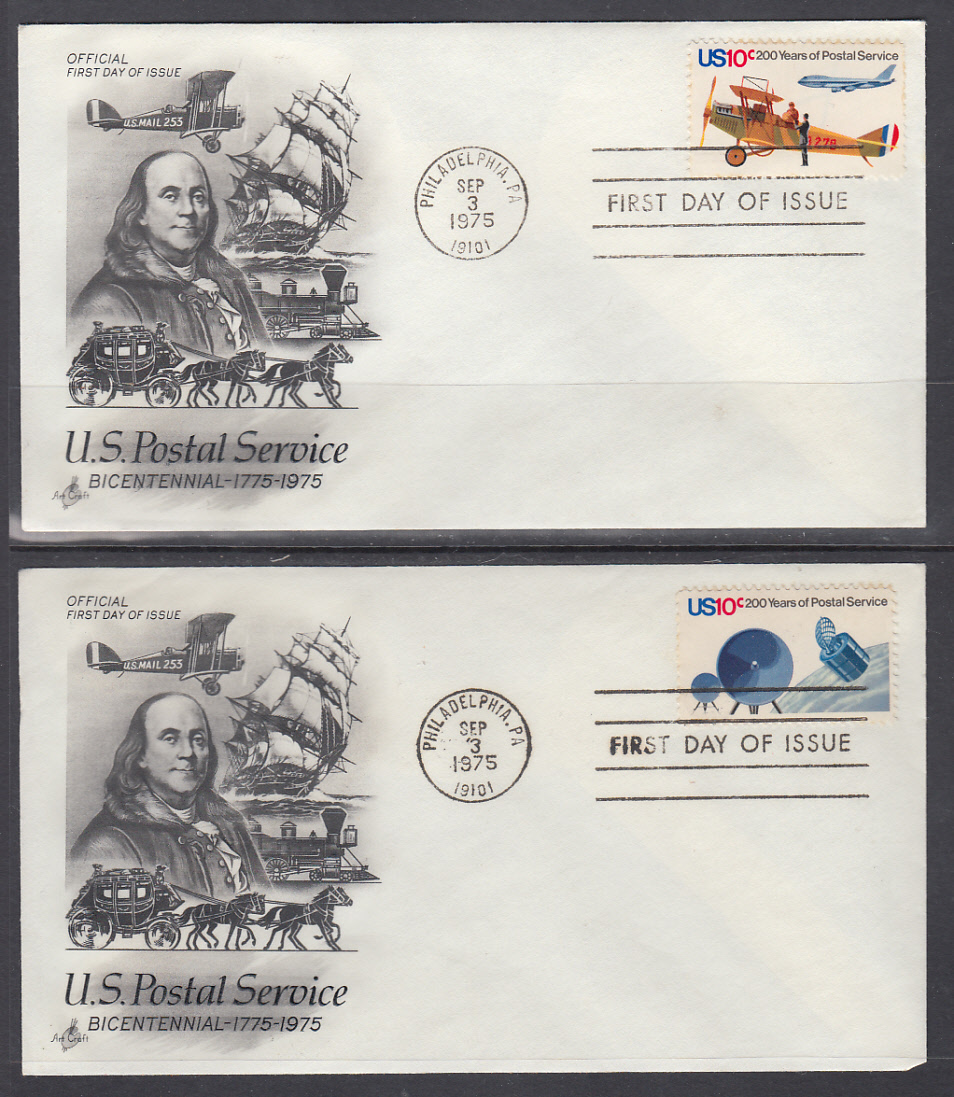 OFFICIAL
FIRST DAY OF ISSUE
U.S. MAIL 253
US10c 200 Years of Postal Service
1278
PHILADELPHIA, PA
SEP
3
1975
19101
FIRST DAY OF ISSUE
U.S. Postal Service
BICENTENNIAL-1775-1975
Art Craft
OFFICIAL
FIRST DAY OF ISSUE
U.S. MAIL 253
US10c 200 Years of Postal Service
PHILADELPHIA, PA
SEP
3
1975
19101
FIRST DAY OF ISSUE
U.S. Postal Service
BICENTENNIAL-1775-1975
Art Craft